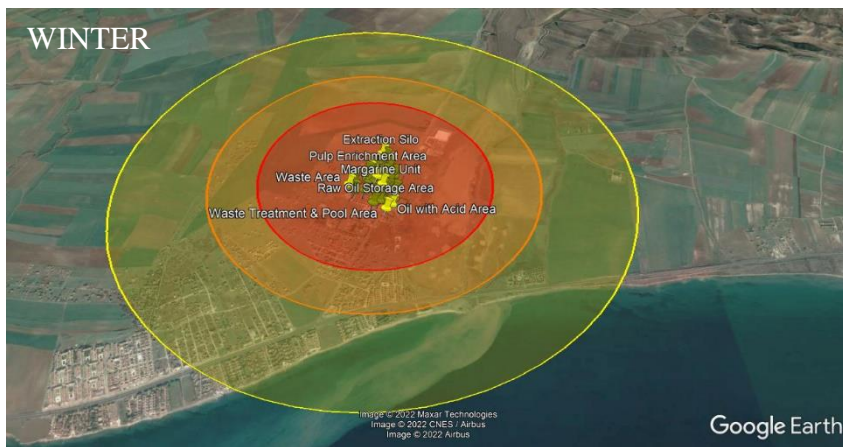 WINTER
Extraction Silo
Pulp Enrichment Area
Margarine Unit
Waste Area
Raw Oil Storage Area
Waste Treatment & Pool Area
Oil with Acid Area
Image © 2022 Maxar Technologies
Image © 2022 CNES / Airbus
Image © 2022 Airbus
Google Earth